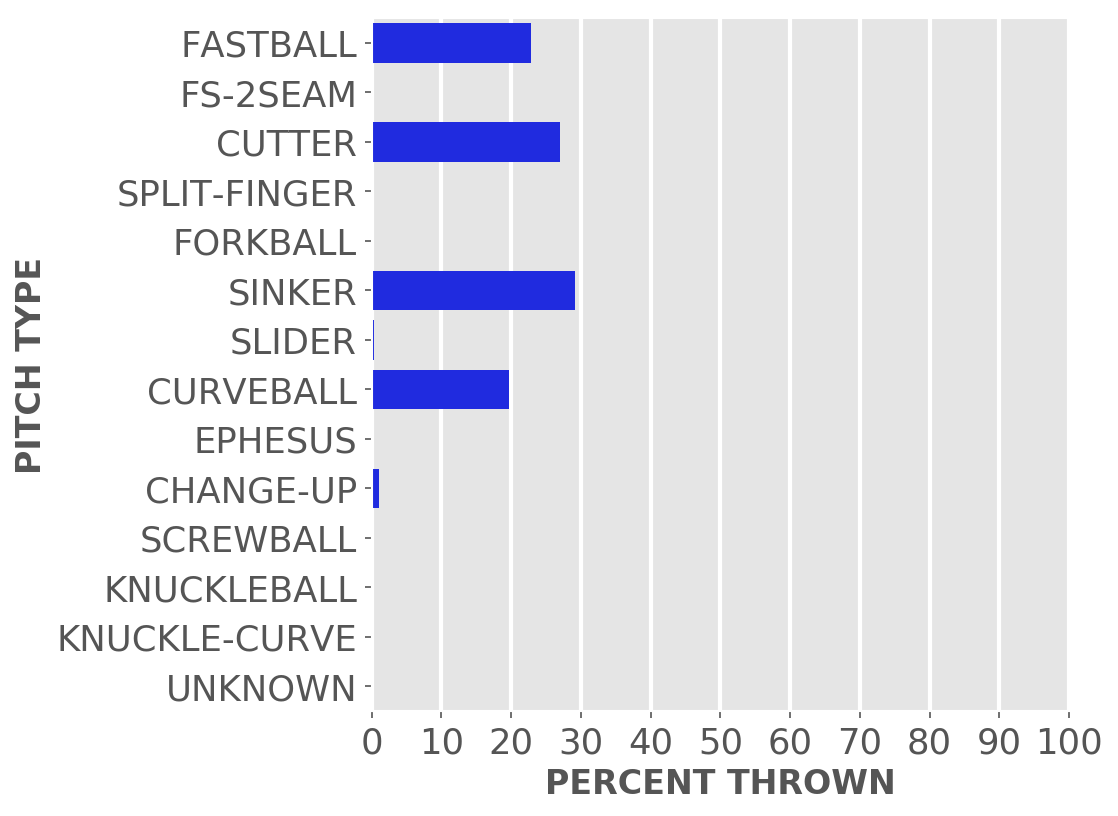 FASTBALL
FS-2SEAM
CUTTER
SPLIT-FINGER
FORKBALL
SINKER
SLIDER
CURVEBALL
EPHESUS
CHANGE-UP
SCREWBALL
KNUCKLEBALL
KNUCKLE-CURVE
UNKNOWN
PITCH TYPE
0 10 20 30 40 50 60 70 80 90 100
PERCENT THROWN